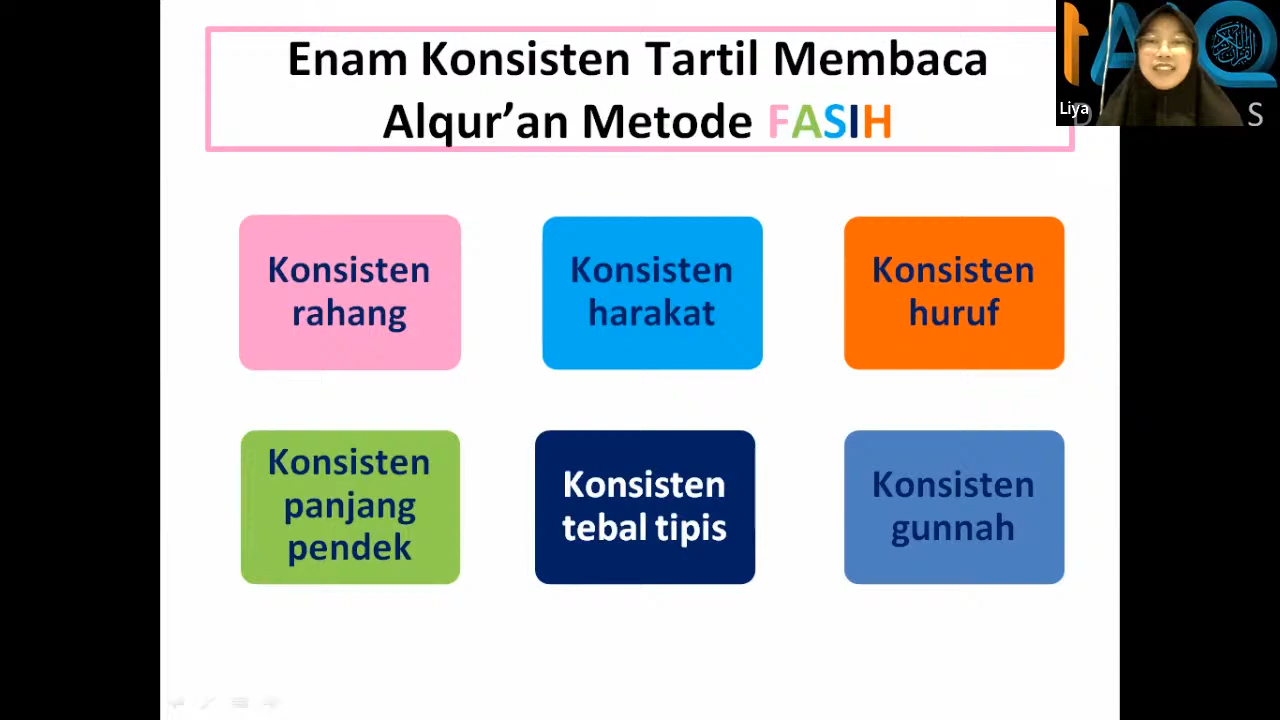 Enam Konsisten Tartil Membaca
Alqur'an Metode FASIH
Liya
S
Konsisten
rahang
Konsisten
harakat
Konsisten
huruf
Konsisten
panjang
pendek
Konsisten
tebal tipis
Konsisten
gunnah